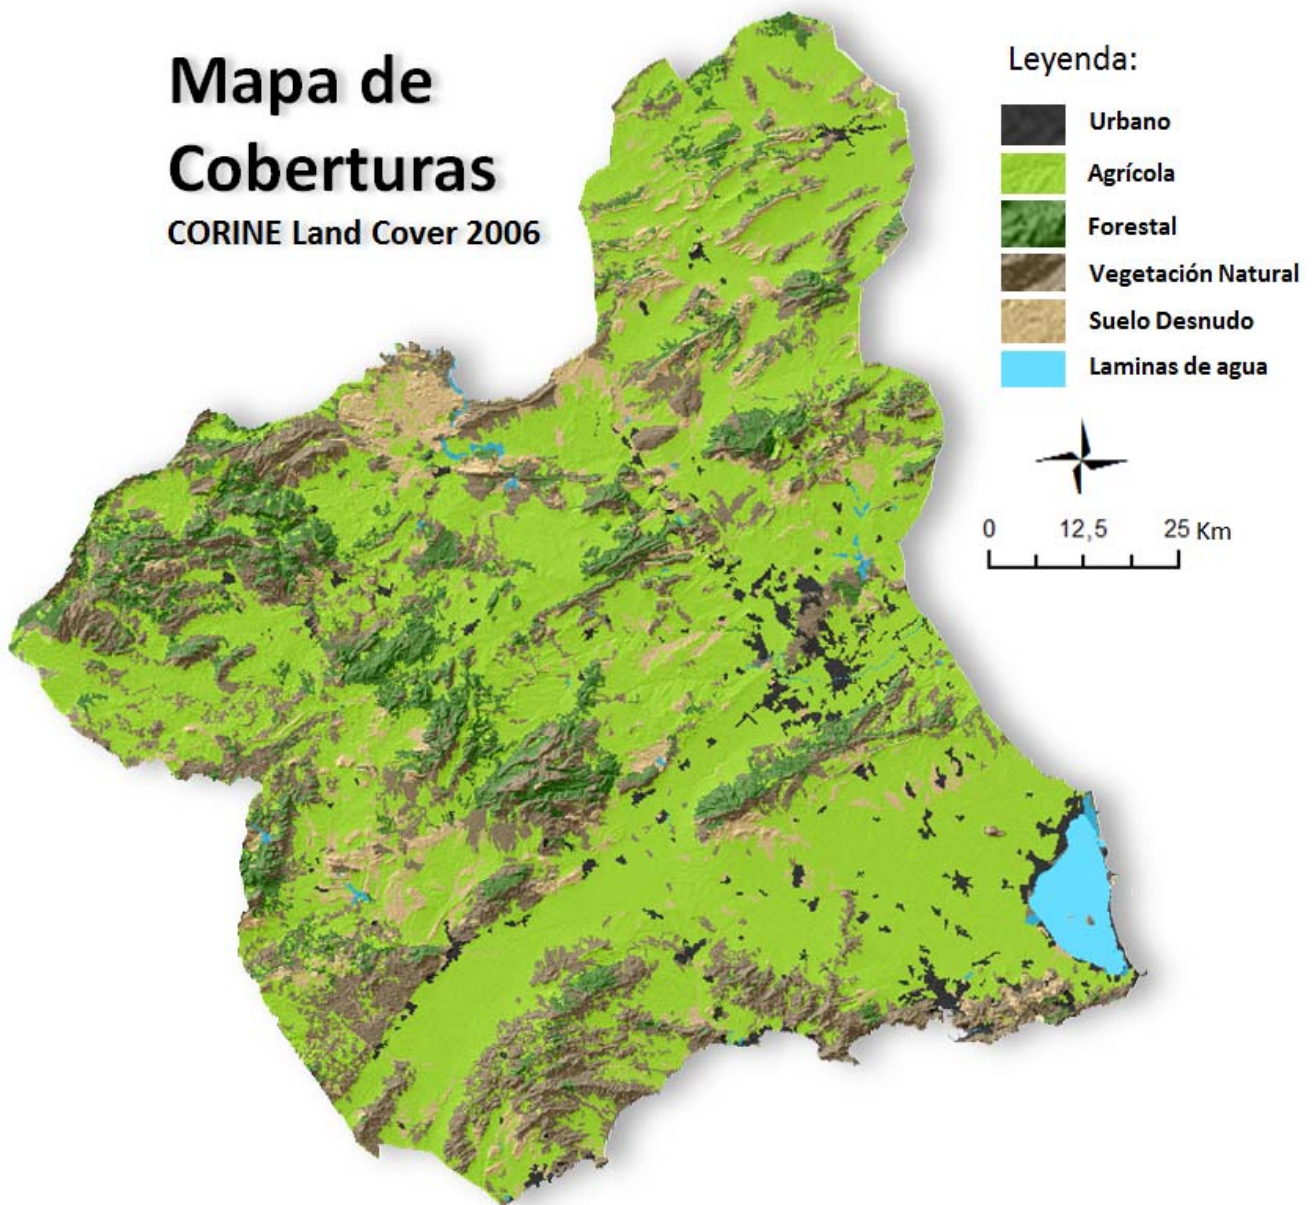 Mapa de
Coberturas
CORINE Land Cover 2006
Leyenda:
Urbano
Agrícola
Forestal
Vegetación Natural
Suelo Desnudo
Laminas de agua
0 12,5 25 Km